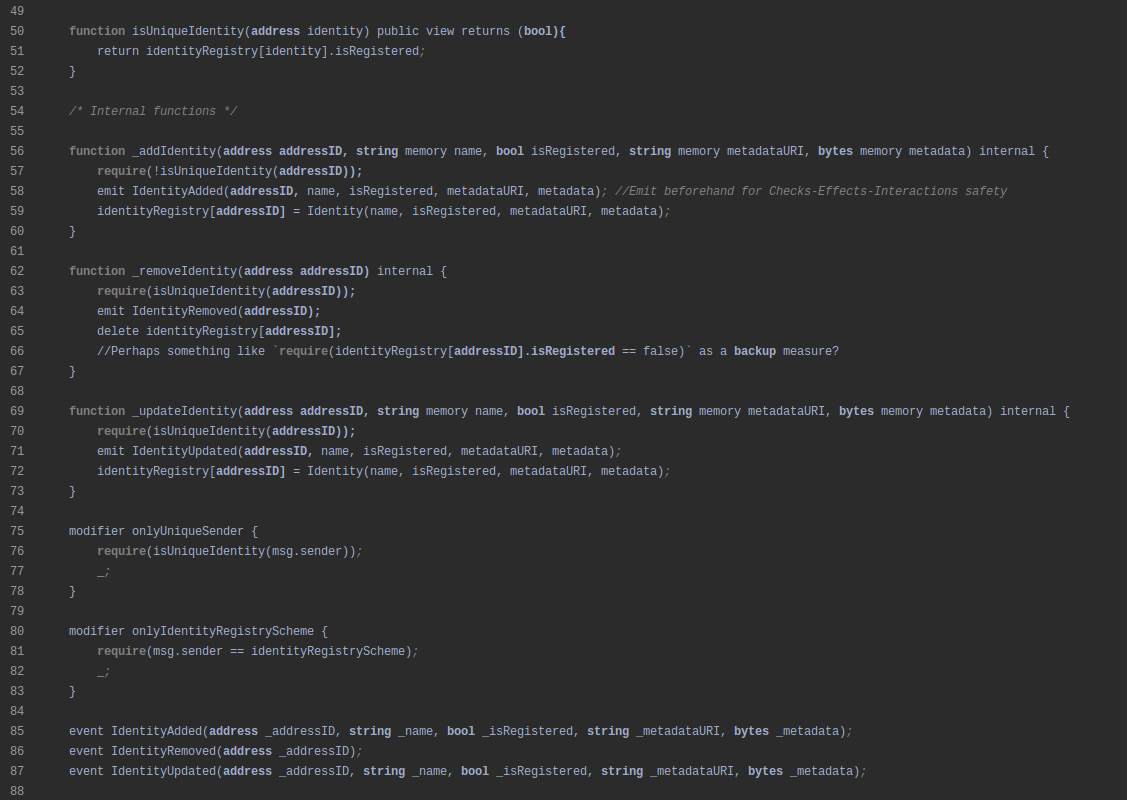 49
50 function isUniqueIdentity(address identity) public view returns (bool){
51 return identityRegistry[identity].isRegistered;
52 }
53
54 /* Internal functions */
55
56 function _addIdentity(address addressID, string memory name, bool isRegistered, string memory metadataURI, bytes memory metadata) internal {
57 require(!isUniqueIdentity(addressID));
58 emit IdentityAdded(addressID, name, isRegistered, metadataURI, metadata); //Emit beforehand for Checks-Effects-Interactions safety
59 identityRegistry[addressID] = Identity(name, isRegistered, metadataURI, metadata);
60 }
61
62 function _removeIdentity(address addressID) internal {
63 require(isUniqueIdentity(addressID));
64 emit IdentityRemoved(addressID);
65 delete identityRegistry[addressID];
66 //Perhaps something like `require(identityRegistry[addressID].isRegistered == false)` as a backup measure?
67 }
68
69 function _updateIdentity(address addressID, string memory name, bool isRegistered, string memory metadataURI, bytes memory metadata) internal {
70 require(isUniqueIdentity(addressID));
71 emit IdentityUpdated(addressID, name, isRegistered, metadataURI, metadata);
72 identityRegistry[addressID] = Identity(name, isRegistered, metadataURI, metadata);
73 }
74
75 modifier onlyUniqueSender {
76 require(isUniqueIdentity(msg.sender));
77 _;
78 }
79
80 modifier onlyIdentityRegistryScheme {
81 require(msg.sender == identityRegistryScheme);
82 _;
83 }
84
85 event IdentityAdded(address _addressID, string _name, bool _isRegistered, string _metadataURI, bytes _metadata);
86 event IdentityRemoved(address _addressID);
87 event IdentityUpdated(address _addressID, string _name, bool _isRegistered, string _metadataURI, bytes _metadata);
88